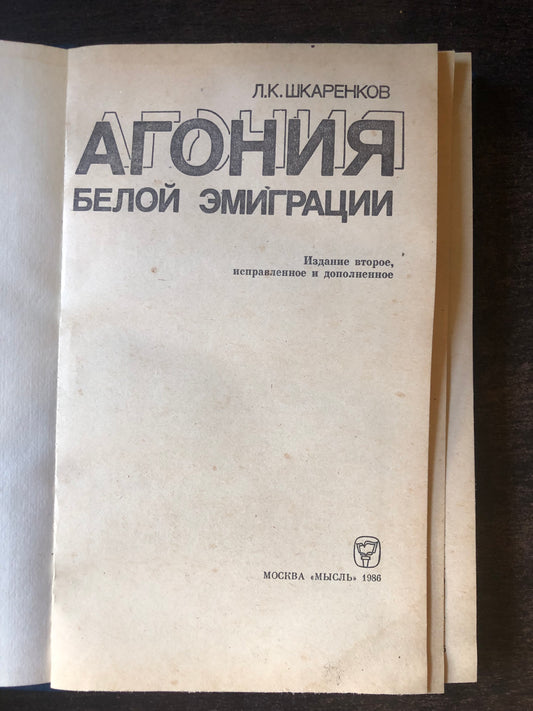 Л.К. ШКАРЕНКОВ
АГОНИЯ
БЕЛОЙ ЭМИГРАЦИИ
Издание второе,
исправленное и дополненное
МОСКВА «МЫСЛЬ» 1986